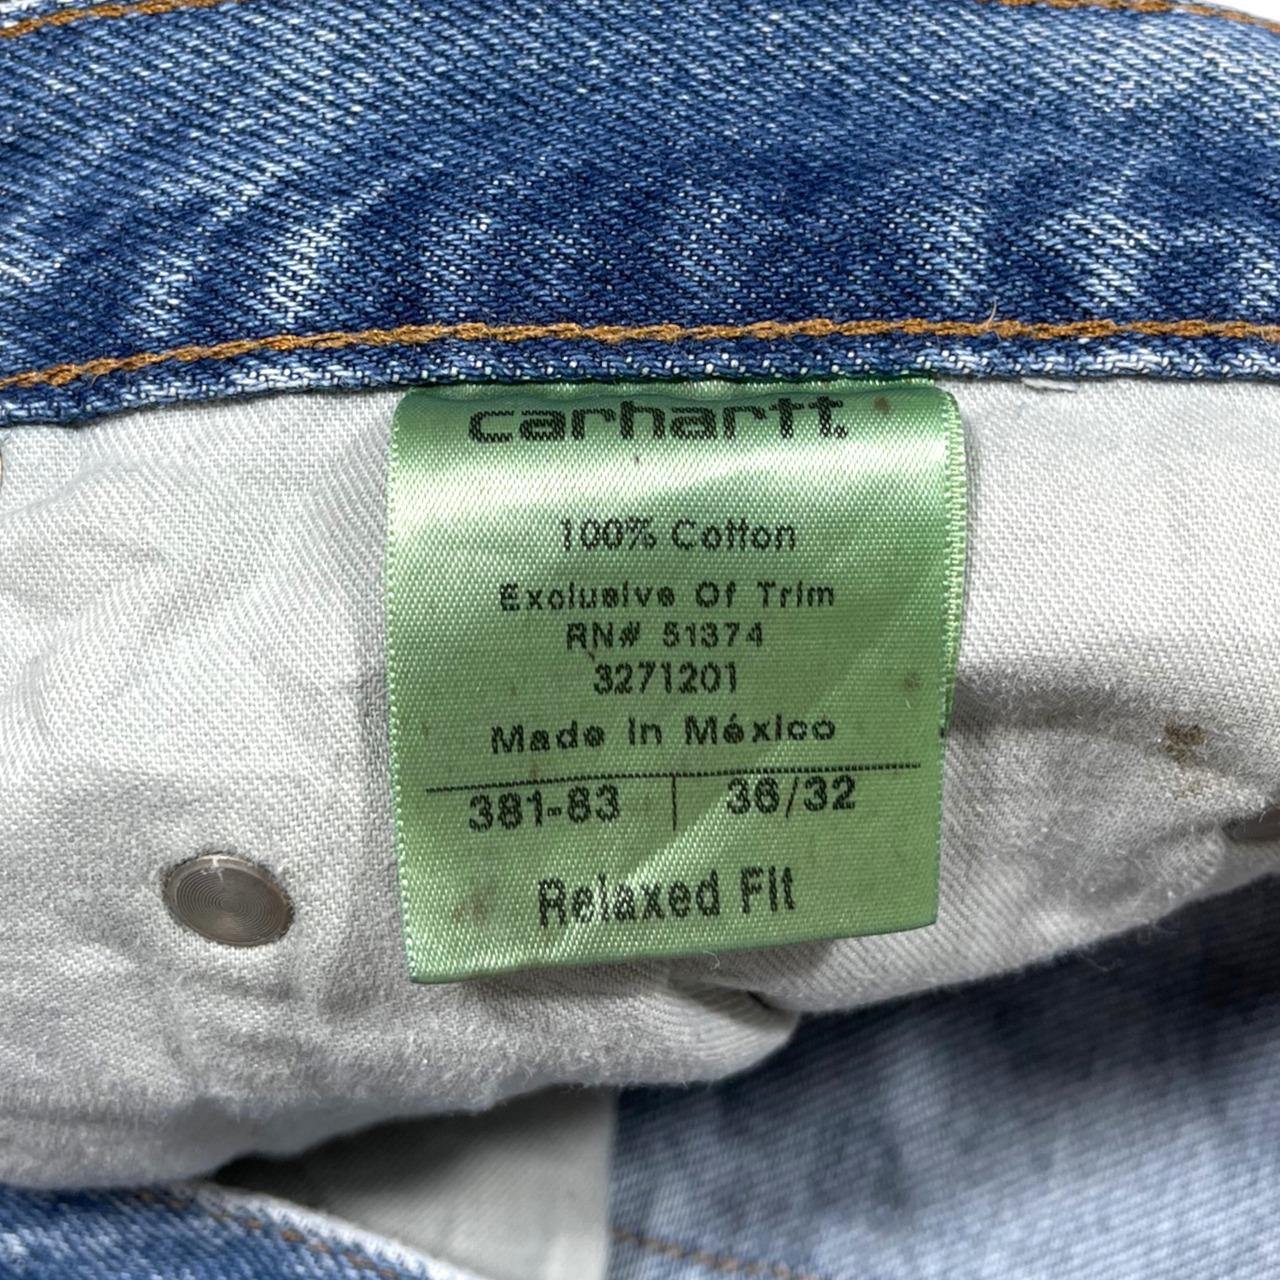 carhartt.
100% Cotton
Exclusive Of Trim
RN# 51374
3271201
Made In México
381-83 | 36/32
Relaxed Fit